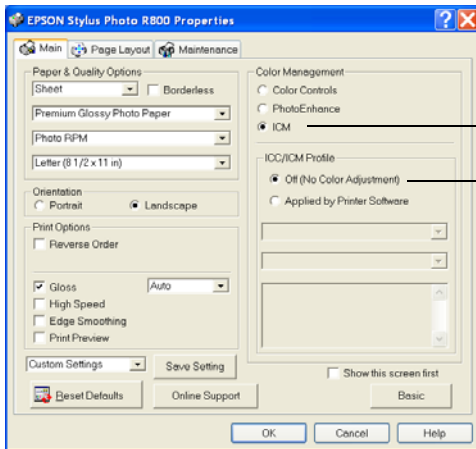 EPSON Stylus Photo R800 Properties
Main
Page Layout
Maintenance
Paper & Quality Options
Sheet
Borderless
Premium Glossy Photo Paper
Photo RPM
Letter (8 1/2 x 11 in)
Orientation
Portrait
Landscape
Print Options
Reverse Order
Gloss
Auto
High Speed
Edge Smoothing
Print Preview
Custom Settings
Save Setting
Reset Defaults
Online Support
Color Management
Color Controls
PhotoEnhance
ICM
ICC/ICM Profile
Off (No Color Adjustment)
Applied by Printer Software
Show this screen first
Basic
OK
Cancel
Help